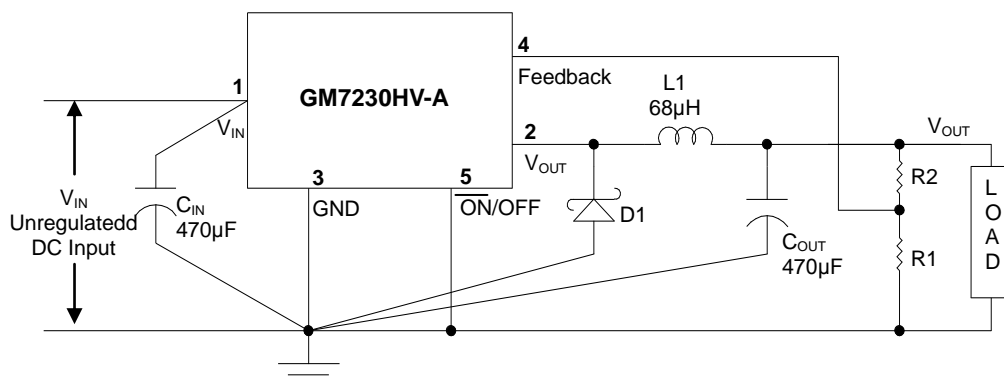 4
Feedback
L1
68μH
1
GM7230HV-A
V_IN
2
V_OUT
V_OUT
R2
3
GND
5
ON/OFF
D1
V_IN
Unregulatedd
DC Input
C_IN
470μF
C_OUT
470μF
R1
LOAD